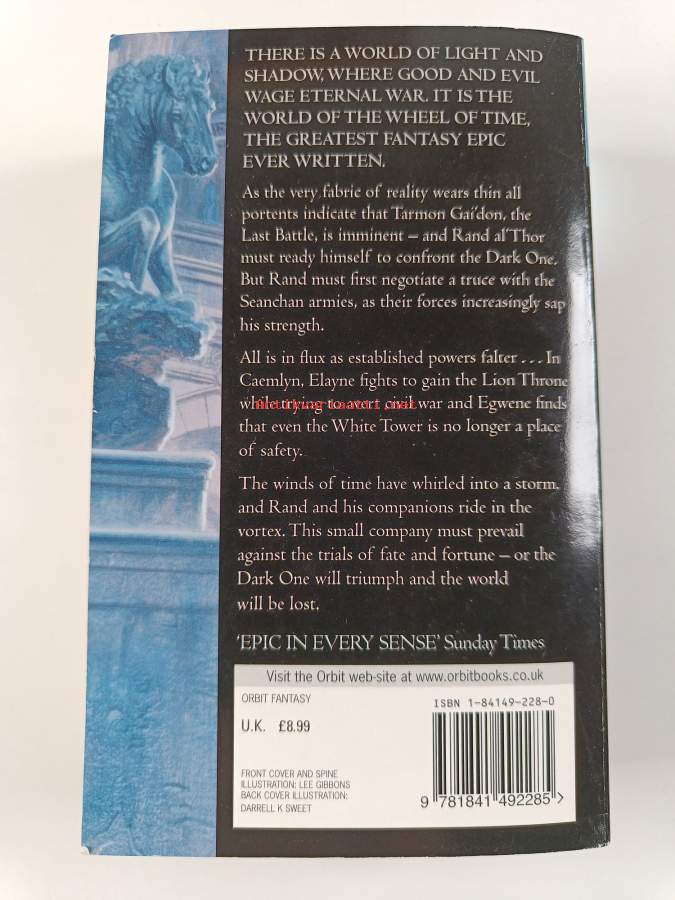 THERE IS A WORLD OF LIGHT AND
SHADOW, WHERE GOOD AND EVIL
WAGE ETERNAL WAR. IT IS THE
WORLD OF THE WHEEL OF TIME,
THE GREATEST FANTASY EPIC
EVER WRITTEN.
As the very fabric of reality wears thin all
portents indicate that Tarmon Gai'don, the
Last Battle, is imminent – and Rand al'Thor
must ready himself to confront the Dark One.
But Rand must first negotiate a truce with the
Seanchan armies, as their forces increasingly sap
his strength.
All is in flux as established powers falter . . . In
Caemlyn, Elayne fights to gain the Lion Throne
while trying to avert civil war and Egwene finds
that even the White Tower is no longer a place
of safety.
The winds of time have whirled into a storm,
and Rand and his companions ride in the
vortex. This small company must prevail
against the trials of fate and fortune – or the
Dark One will triumph and the world
will be lost.
'EPIC IN EVERY SENSE' Sunday Times
Visit the Orbit web-site at www.orbitbooks.co.uk
ORBIT FANTASY
U.K. £8.99
FRONT COVER AND SPINE
ILLUSTRATION: LEE GIBBONS
BACK COVER ILLUSTRATION:
DARRELL K SWEET
ISBN 1-84149-228-0
9 781841 492285 >